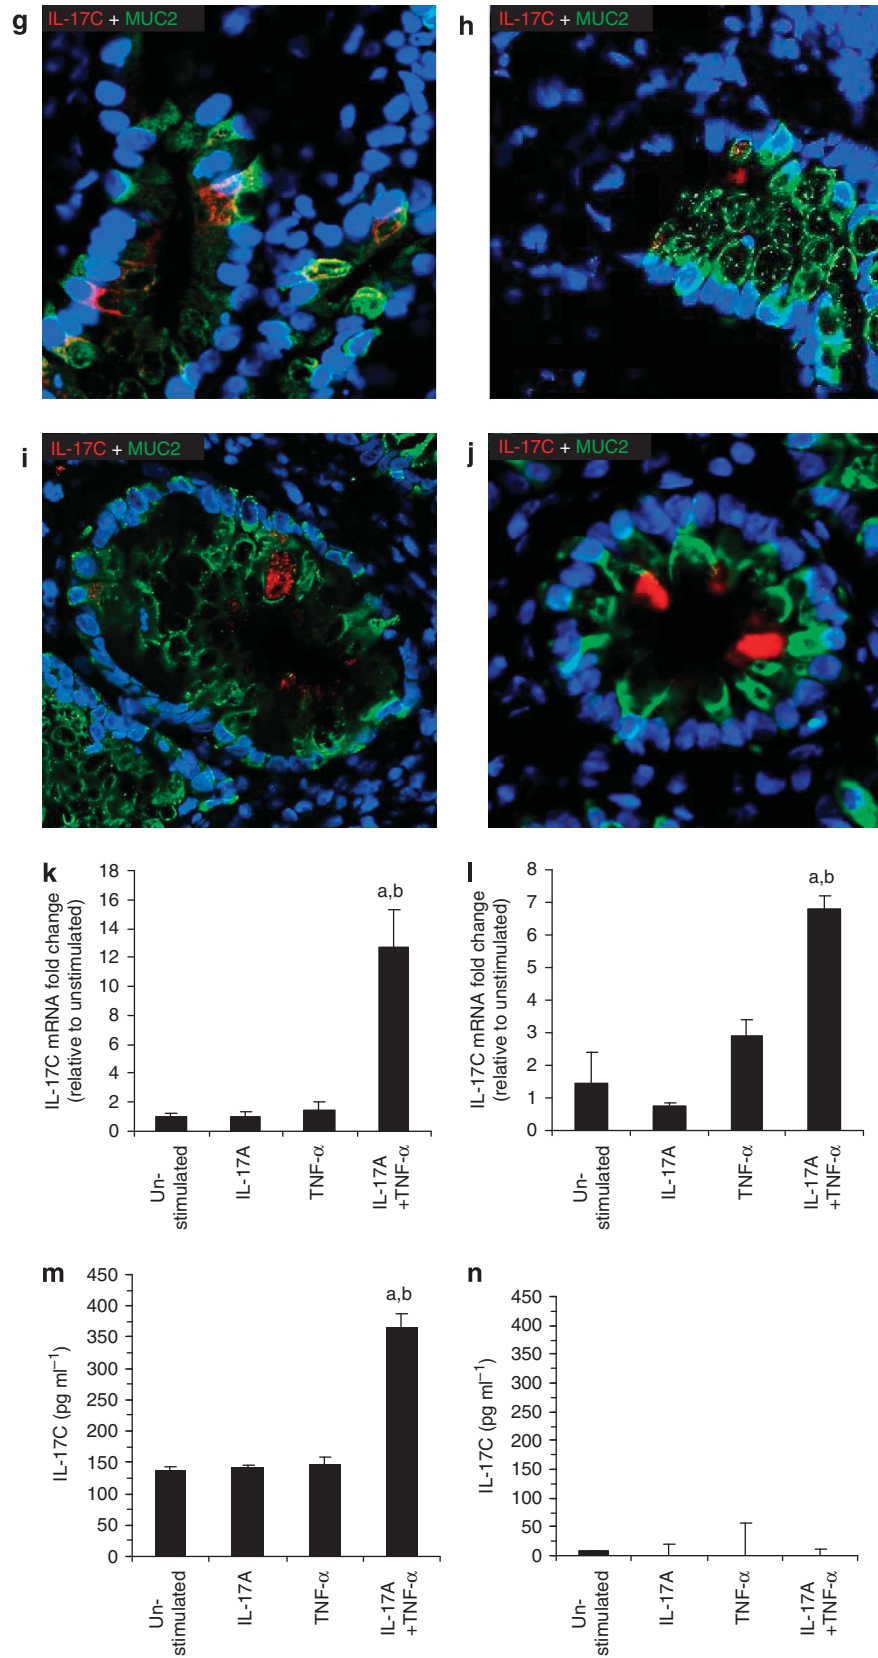 g
IL-17C + MUC2
h
IL-17C + MUC2
i
IL-17C + MUC2
j
IL-17C + MUC2
k
IL-17C mRNA fold change
(relative to unstimulated)
18
16
14
12
10
8
6
4
2
0
a,b
Un-
stimulated
IL-17A
TNF-α
IL-17A
+TNF-α
l
IL-17C mRNA fold change
(relative to unstimulated)
8
7
6
5
4
3
2
1
0
a,b
Un-
stimulated
IL-17A
TNF-α
IL-17A
+TNF-α
m
IL-17C (pg ml⁻¹)
450
400
350
300
250
200
150
100
50
0
a,b
Un-
stimulated
IL-17A
TNF-α
IL-17A
+TNF-α
n
IL-17C (pg ml⁻¹)
450
400
350
300
250
200
150
100
50
0
Un-
stimulated
IL-17A
TNF-α
IL-17A
+TNF-α